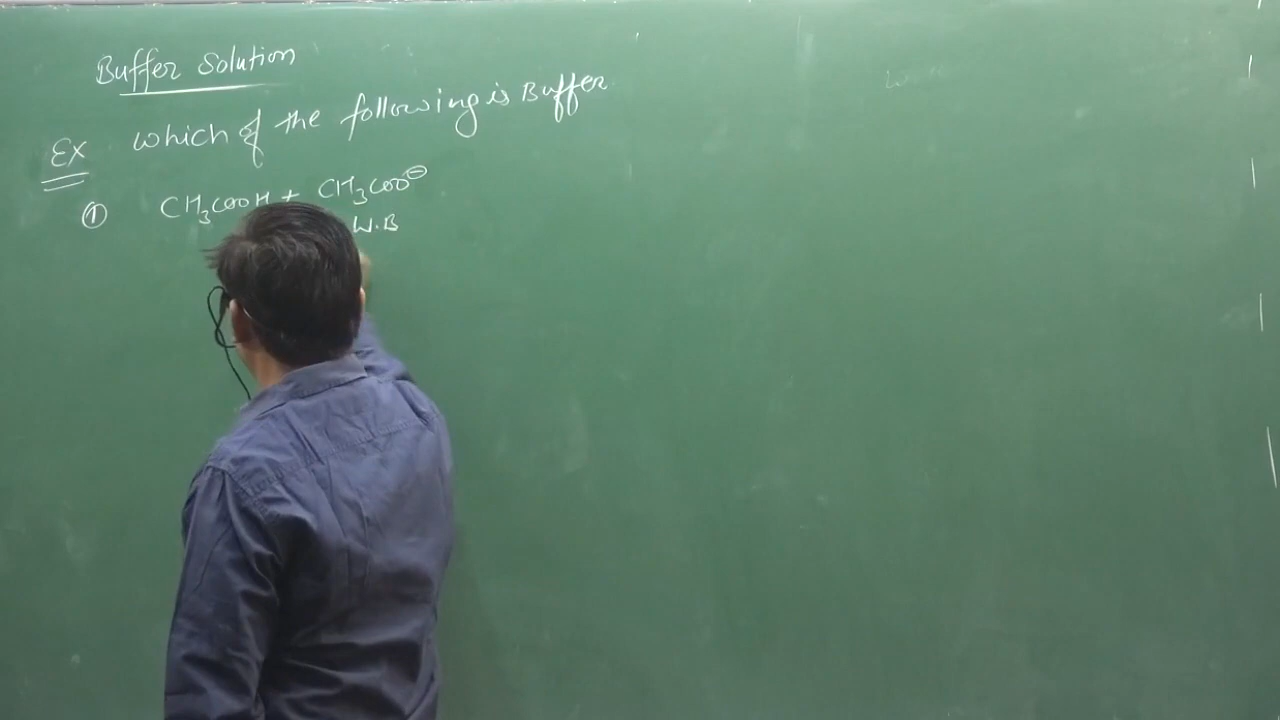 Buffer Solution
Ex which of the following is Buffer
① CH₃COOH + CH₃COO⊖
W.B